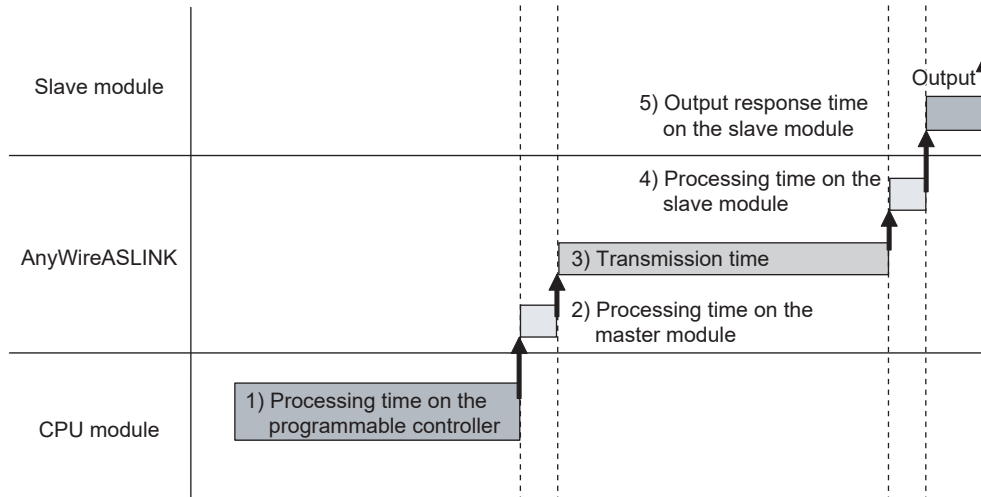 Slave module
Output
5) Output response time
on the slave module
4) Processing time on the
slave module
AnyWireASLINK
3) Transmission time
2) Processing time on the
master module
1) Processing time on the
programmable controller
CPU module